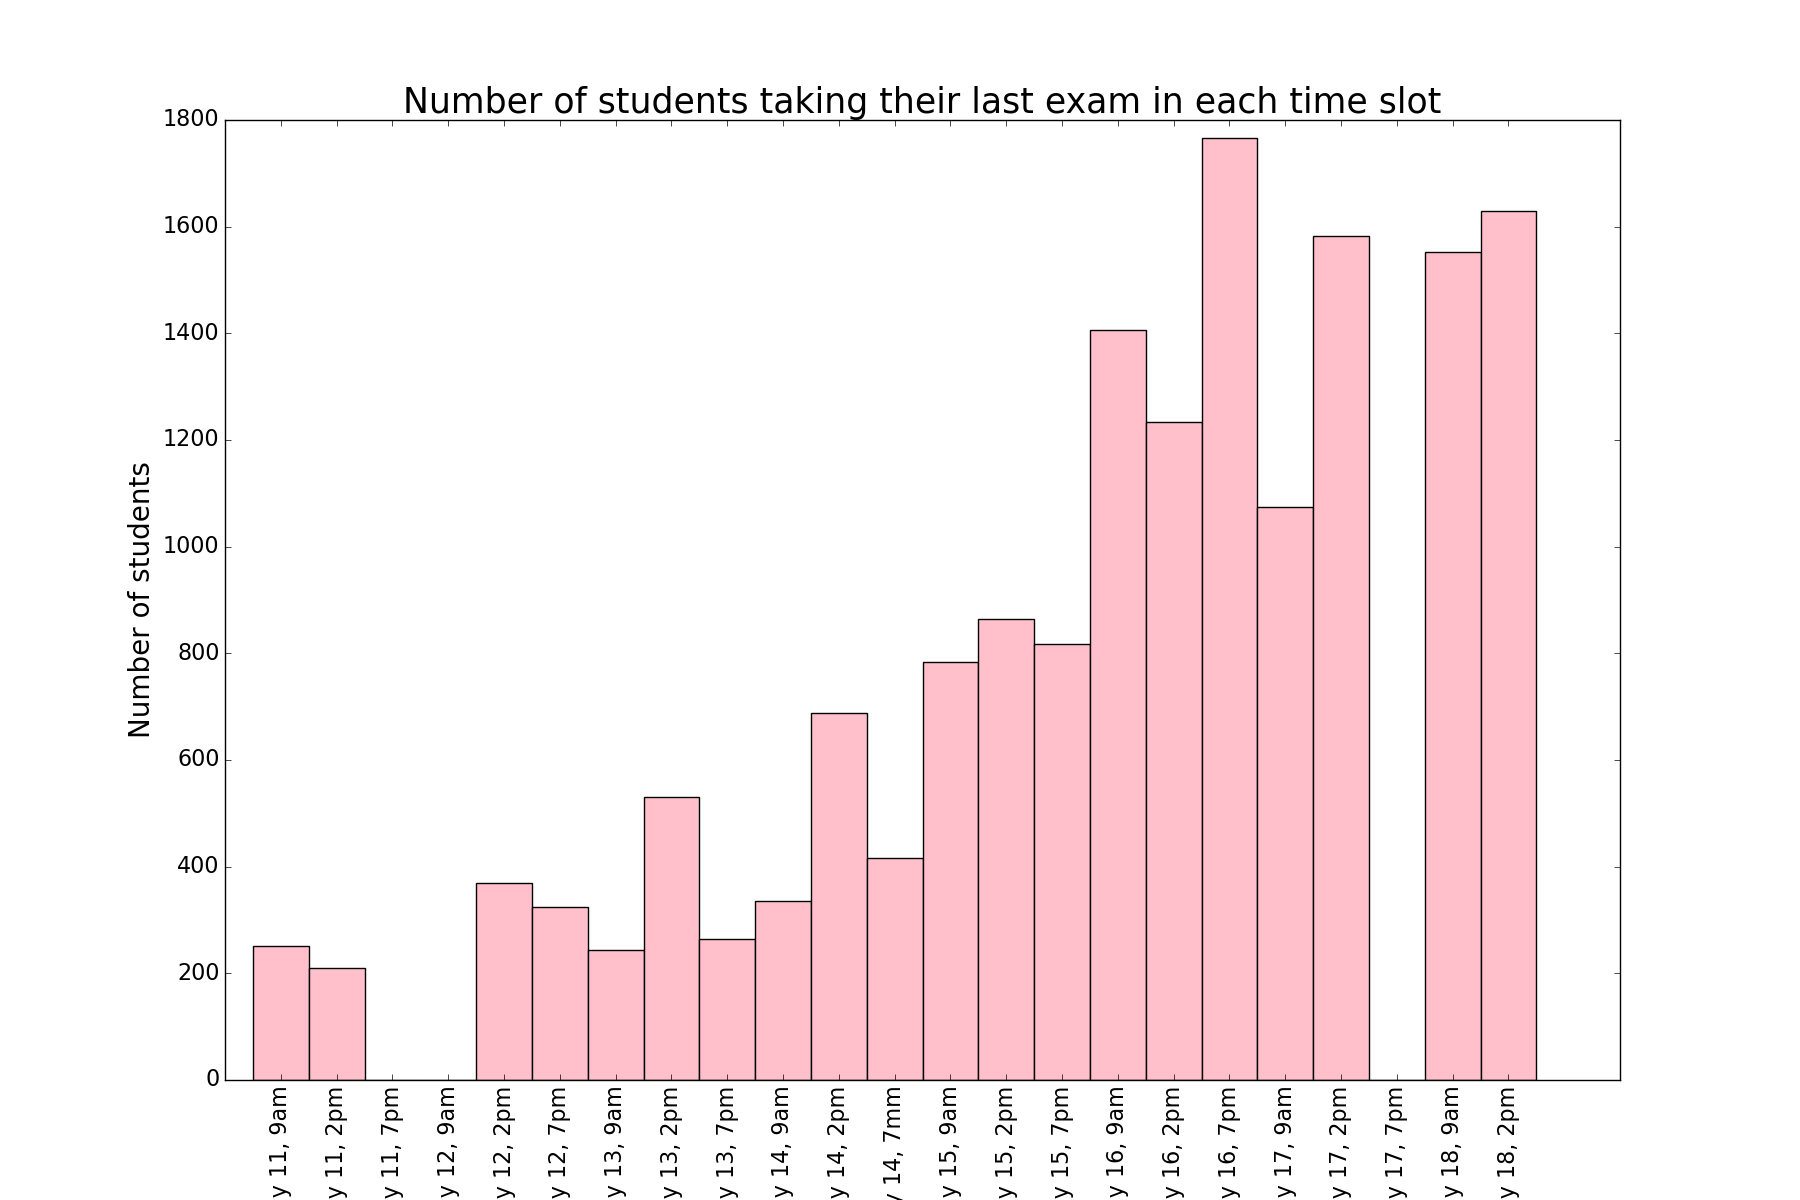 Number of students taking their last exam in each time slot
Number of students
1800
1600
1400
1200
1000
800
600
400
200
0
y 11, 9am
y 11, 2pm
y 11, 7pm
y 12, 9am
y 12, 2pm
y 12, 7pm
y 13, 9am
y 13, 2pm
y 13, 7pm
y 14, 9am
y 14, 2pm
y 14, 7mm
y 15, 9am
y 15, 2pm
y 15, 7pm
y 16, 9am
y 16, 2pm
y 16, 7pm
y 17, 9am
y 17, 2pm
y 17, 7pm
y 18, 9am
y 18, 2pm